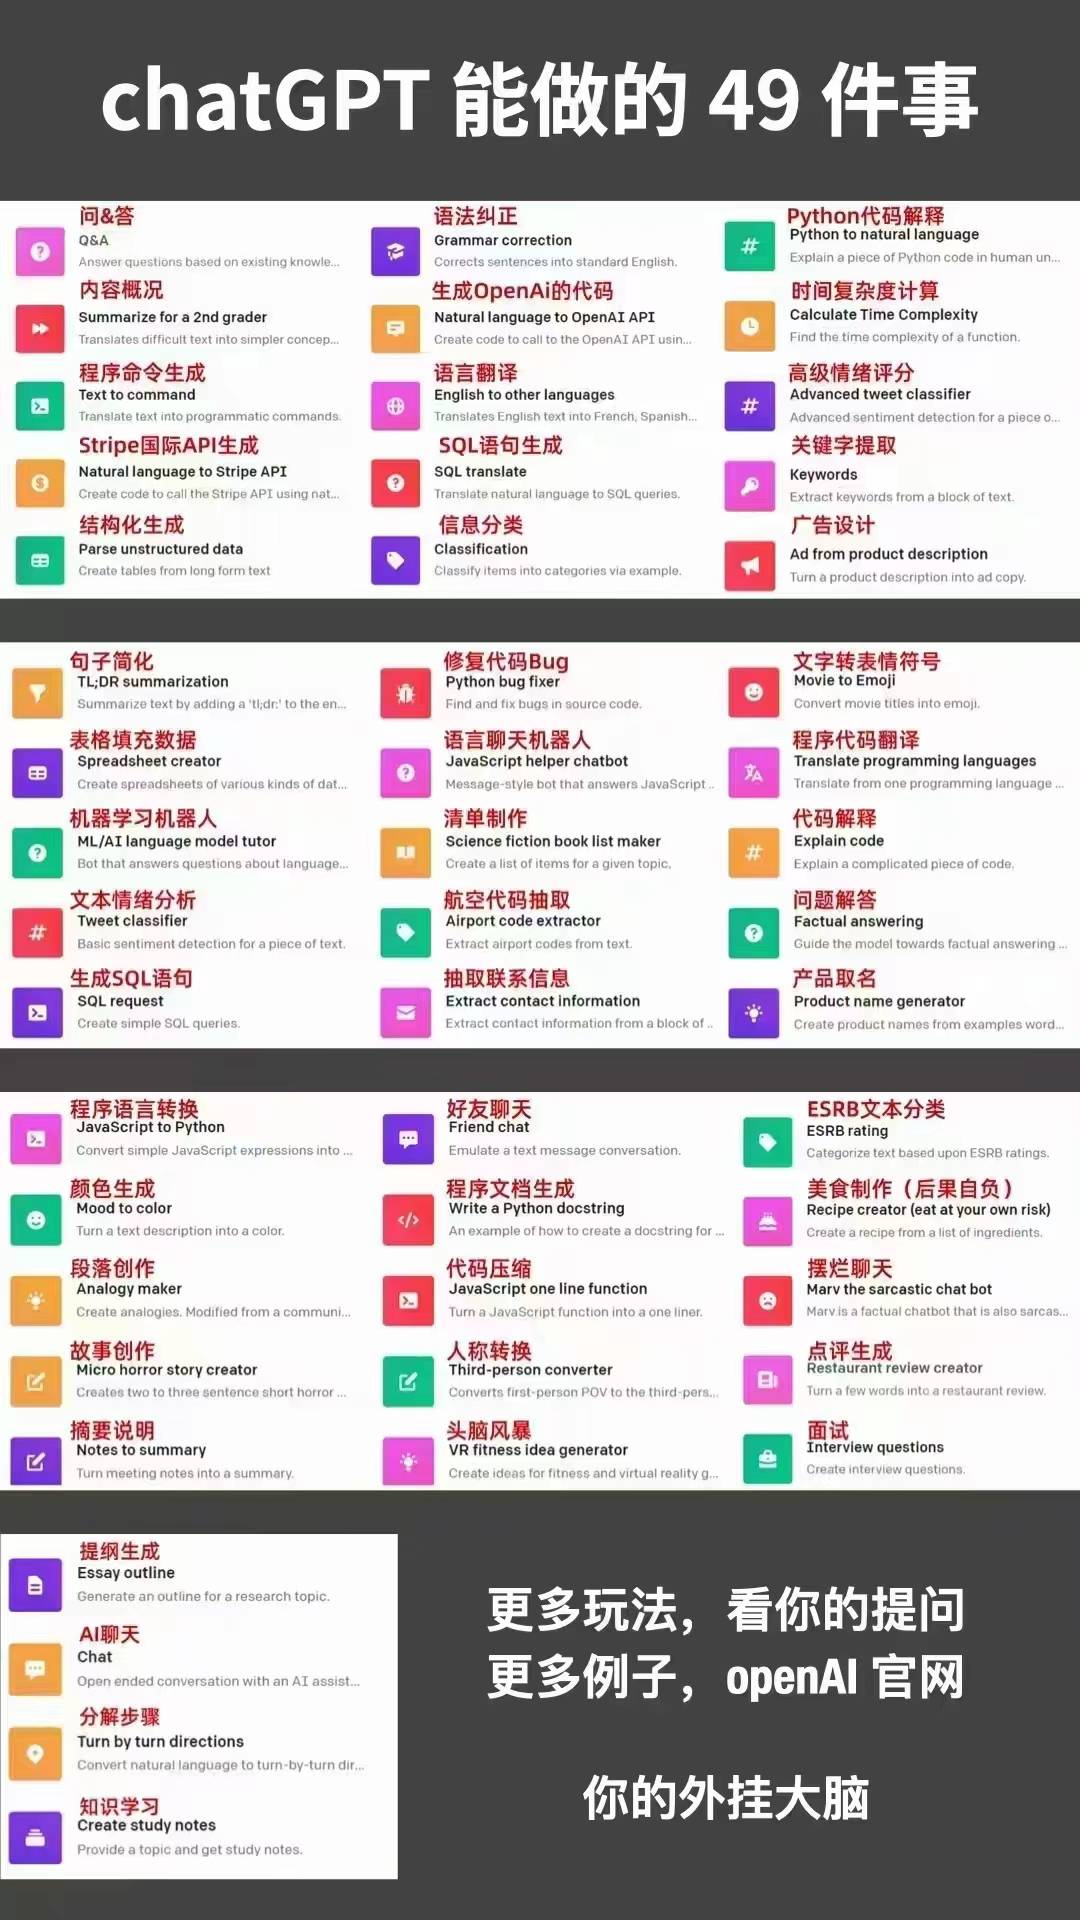 chatGPT 能做的 49 件事
问&答
Q&A
Answer questions based on existing knowle...
内容概况
Summarize for a 2nd grader
Translates difficult text into simpler concep...
程序命令生成
Text to command
Translate text into programmatic commands.
Stripe国际API生成
Natural language to Stripe API
Create code to call the Stripe API using nat...
结构化生成
Parse unstructured data
Create tables from long form text
语法纠正
Grammar correction
Corrects sentences into standard English.
生成OpenAi的代码
Natural language to OpenAI API
Create code to call to the OpenAI API usin...
语言翻译
English to other languages
Translates English text into French, Spanish...
SQL语句生成
SQL translate
Translate natural language to SQL queries.
信息分类
Classification
Classify items into categories via example.
Python代码解释
Python to natural language
Explain a piece of Python code in human un...
时间复杂度计算
Calculate Time Complexity
Find the time complexity of a function.
高级情绪评分
Advanced tweet classifier
Advanced sentiment detection for a piece o...
关键字提取
Keywords
Extract keywords from a block of text.
广告设计
Ad from product description
Turn a product description into ad copy.
句子简化
TL;DR summarization
Summarize text by adding a 'tl;dr:' to the en...
表格填充数据
Spreadsheet creator
Create spreadsheets of various kinds of dat...
机器学习机器人
ML/AI language model tutor
Bot that answers questions about language...
文本情绪分析
Tweet classifier
Basic sentiment detection for a piece of text.
生成SQL语句
SQL request
Create simple SQL queries.
修复代码Bug
Python bug fixer
Find and fix bugs in source code.
语言聊天机器人
JavaScript helper chatbot
Message-style bot that answers JavaScript ..
清单制作
Science fiction book list maker
Create a list of items for a given topic.
航空代码抽取
Airport code extractor
Extract airport codes from text.
抽取联系信息
Extract contact information
Extract contact information from a block of ..
文字转表情符号
Movie to Emoji
Convert movie titles into emoji.
程序代码翻译
Translate programming languages
Translate from one programming language ...
代码解释
Explain code
Explain a complicated piece of code.
问题解答
Factual answering
Guide the model towards factual answering ...
产品取名
Product name generator
Create product names from examples word...
程序语言转换
JavaScript to Python
Convert simple JavaScript expressions into ...
颜色生成
Mood to color
Turn a text description into a color.
段落创作
Analogy maker
Create analogies. Modified from a communi...
故事创作
Micro horror story creator
Creates two to three sentence short horror ...
摘要说明
Notes to summary
Turn meeting notes into a summary.
好友聊天
Friend chat
Emulate a text message conversation.
程序文档生成
Write a Python docstring
An example of how to create a docstring for ...
代码压缩
JavaScript one line function
Turn a JavaScript function into a one liner.
人称转换
Third-person converter
Converts first-person POV to the third-pers...
头脑风暴
VR fitness idea generator
Create ideas for fitness and virtual reality g...
ESRB文本分类
ESRB rating
Categorize text based upon ESRB ratings.
美食制作（后果自负）
Recipe creator (eat at your own risk)
Create a recipe from a list of ingredients.
摆烂聊天
Marv the sarcastic chat bot
Marv is a factual chatbot that is also sarcas...
点评生成
Restaurant review creator
Turn a few words into a restaurant review.
面试
Interview questions
Create interview questions.
提纲生成
Essay outline
Generate an outline for a research topic.
AI聊天
Chat
Open ended conversation with an AI assist...
分解步骤
Turn by turn directions
Convert natural language to turn-by-turn dir...
知识学习
Create study notes
Provide a topic and get study notes.
更多玩法，看你的提问
更多例子，openAI 官网
你的外挂大脑